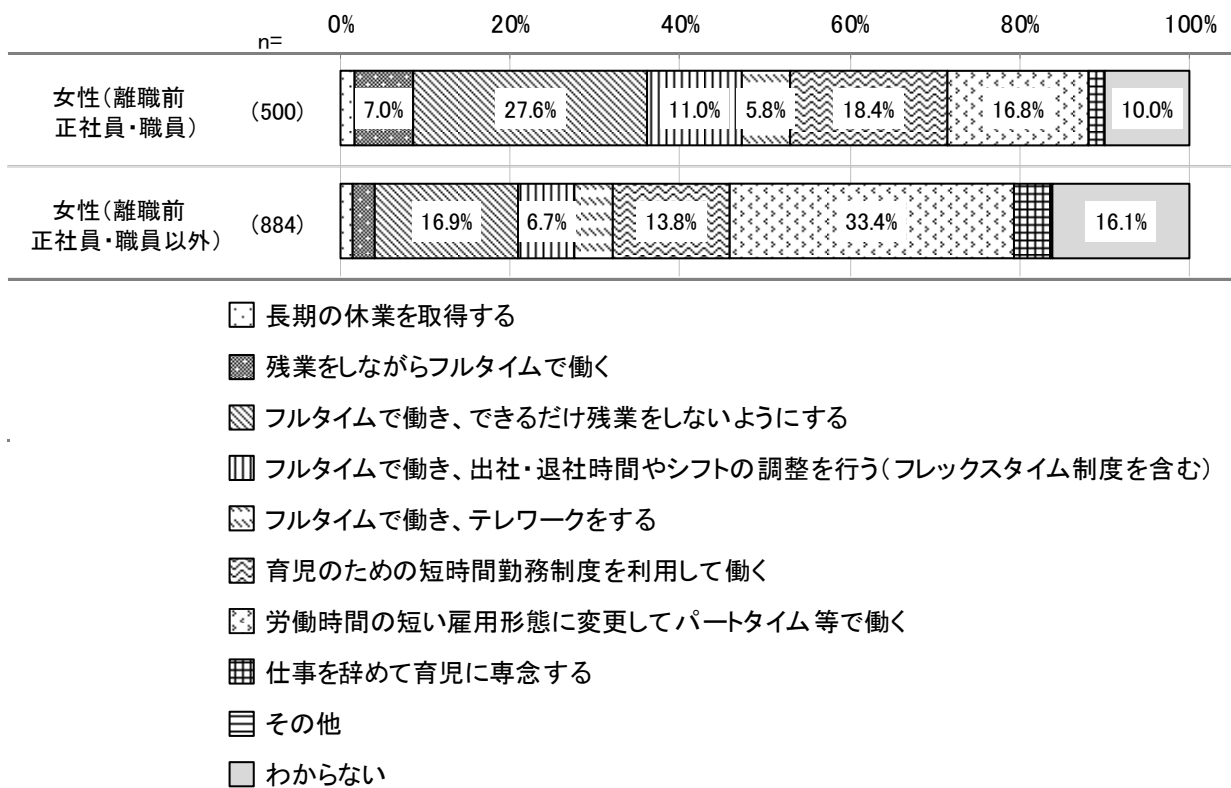 0% 20% 40% 60% 80% 100%
n=
女性(離職前
正社員・職員)
(500)
7.0% 27.6% 11.0% 5.8% 18.4% 16.8% 10.0%
女性(離職前
正社員・職員以外)
(884)
16.9% 6.7% 13.8% 33.4% 16.1%
長期の休業を取得する
残業をしながらフルタイムで働く
フルタイムで働き、できるだけ残業をしないようにする
フルタイムで働き、出社・退社時間やシフトの調整を行う(フレックスタイム制度を含む)
フルタイムで働き、テレワークをする
育児のための短時間勤務制度を利用して働く
労働時間の短い雇用形態に変更してパートタイム等で働く
仕事を辞めて育児に専念する
その他
わからない